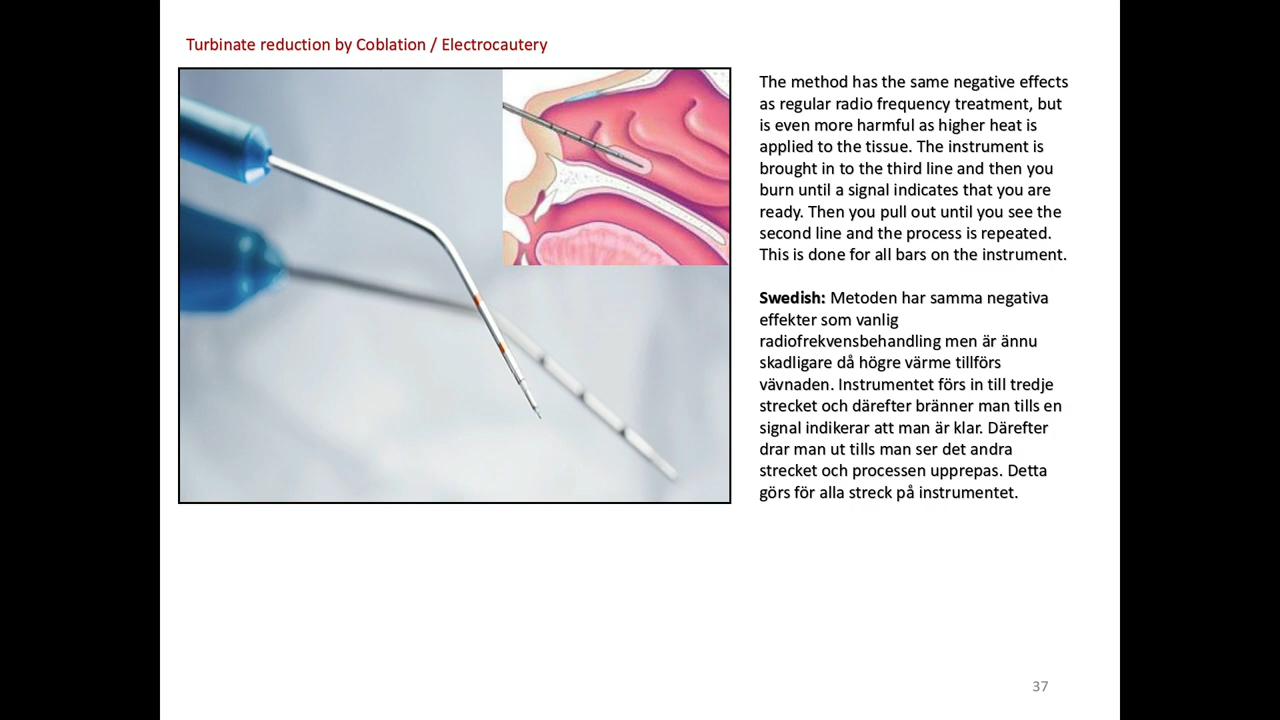 Turbinate reduction by Coblation / Electrocautery
The method has the same negative effects
as regular radio frequency treatment, but
is even more harmful as higher heat is
applied to the tissue. The instrument is
brought in to the third line and then you
burn until a signal indicates that you are
ready. Then you pull out until you see the
second line and the process is repeated.
This is done for all bars on the instrument.
Swedish: Metoden har samma negativa
effekter som vanlig
radiofrekvensbehandling men är ännu
skadligare då högre värme tillförs
vävnaden. Instrumentet förs in till tredje
strecket och därefter bränner man tills en
signal indikerar att man är klar. Därefter
drar man ut tills man ser det andra
strecket och processen upprepas. Detta
görs för alla streck på instrumentet.
37